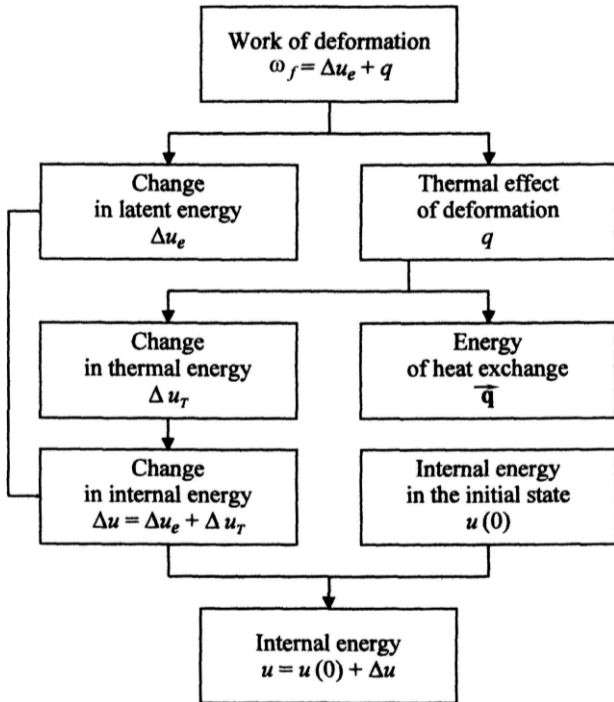 Work of deformation
ω_f = Δu_e + q
Change
in latent energy
Δu_e
Thermal effect
of deformation
q
Change
in thermal energy
Δ u_T
Energy
of heat exchange
q⃗
Change
in internal energy
Δu = Δu_e + Δ u_T
Internal energy
in the initial state
u (0)
Internal energy
u = u (0) + Δu